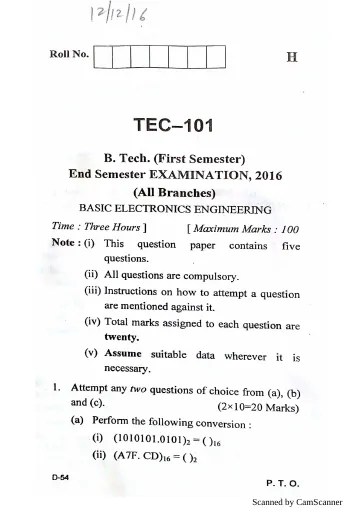 12/12/16
Roll No.
H
TEC–101
B. Tech. (First Semester)
End Semester EXAMINATION, 2016
(All Branches)
BASIC ELECTRONICS ENGINEERING
Time : Three Hours ] [ Maximum Marks : 100
Note : (i) This question paper contains five
questions.
(ii) All questions are compulsory.
(iii) Instructions on how to attempt a question
are mentioned against it.
(iv) Total marks assigned to each question are
twenty.
(v) Assume suitable data wherever it is
necessary.
1. Attempt any two questions of choice from (a), (b)
and (c). (2×10=20 Marks)
(a) Perform the following conversion :
(i) (1010101.0101)₂ = ( )₁₆
(ii) (A7F. CD)₁₆ = ( )₂
D-54
P. T. O.
Scanned by CamScanner